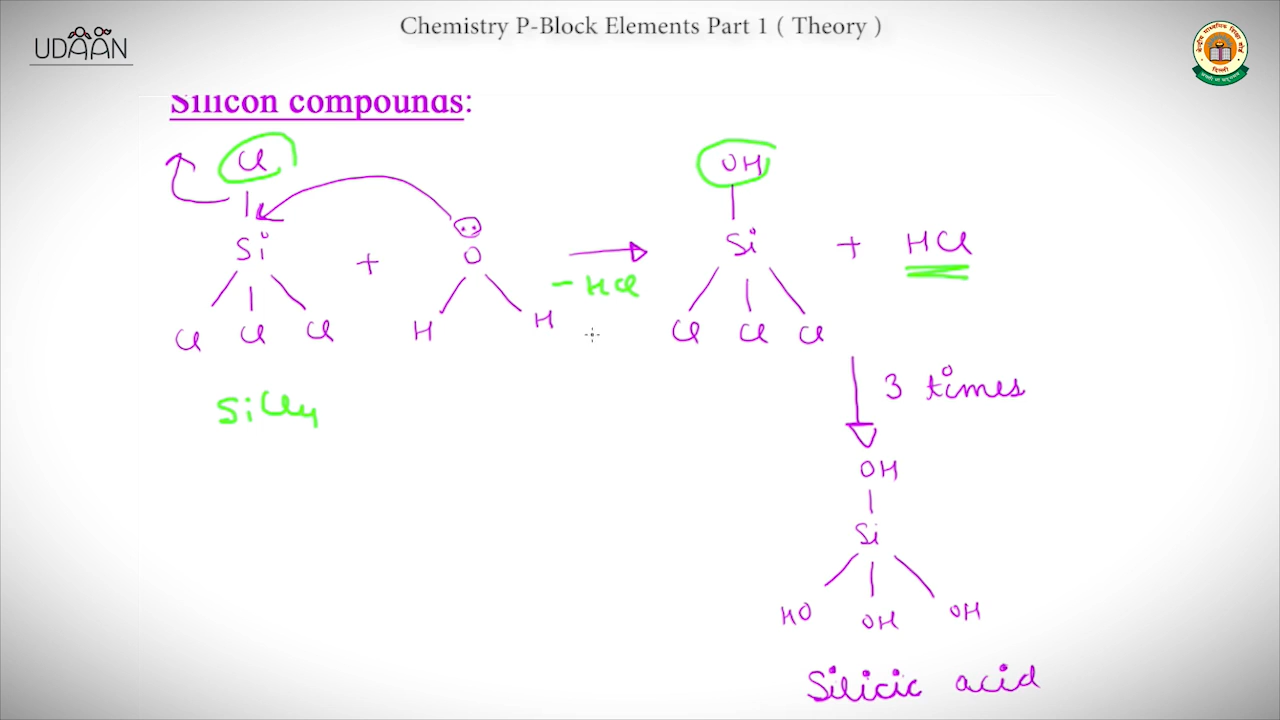 Chemistry P-Block Elements Part 1 ( Theory )
UDAAN
Silicon compounds:
Cl
OH
Si + O
Si + HCl
- HCl
H H
Cl Cl Cl
Cl Cl Cl
3 times
SiCl4
OH
Si
HO OH OH
Silicic acid